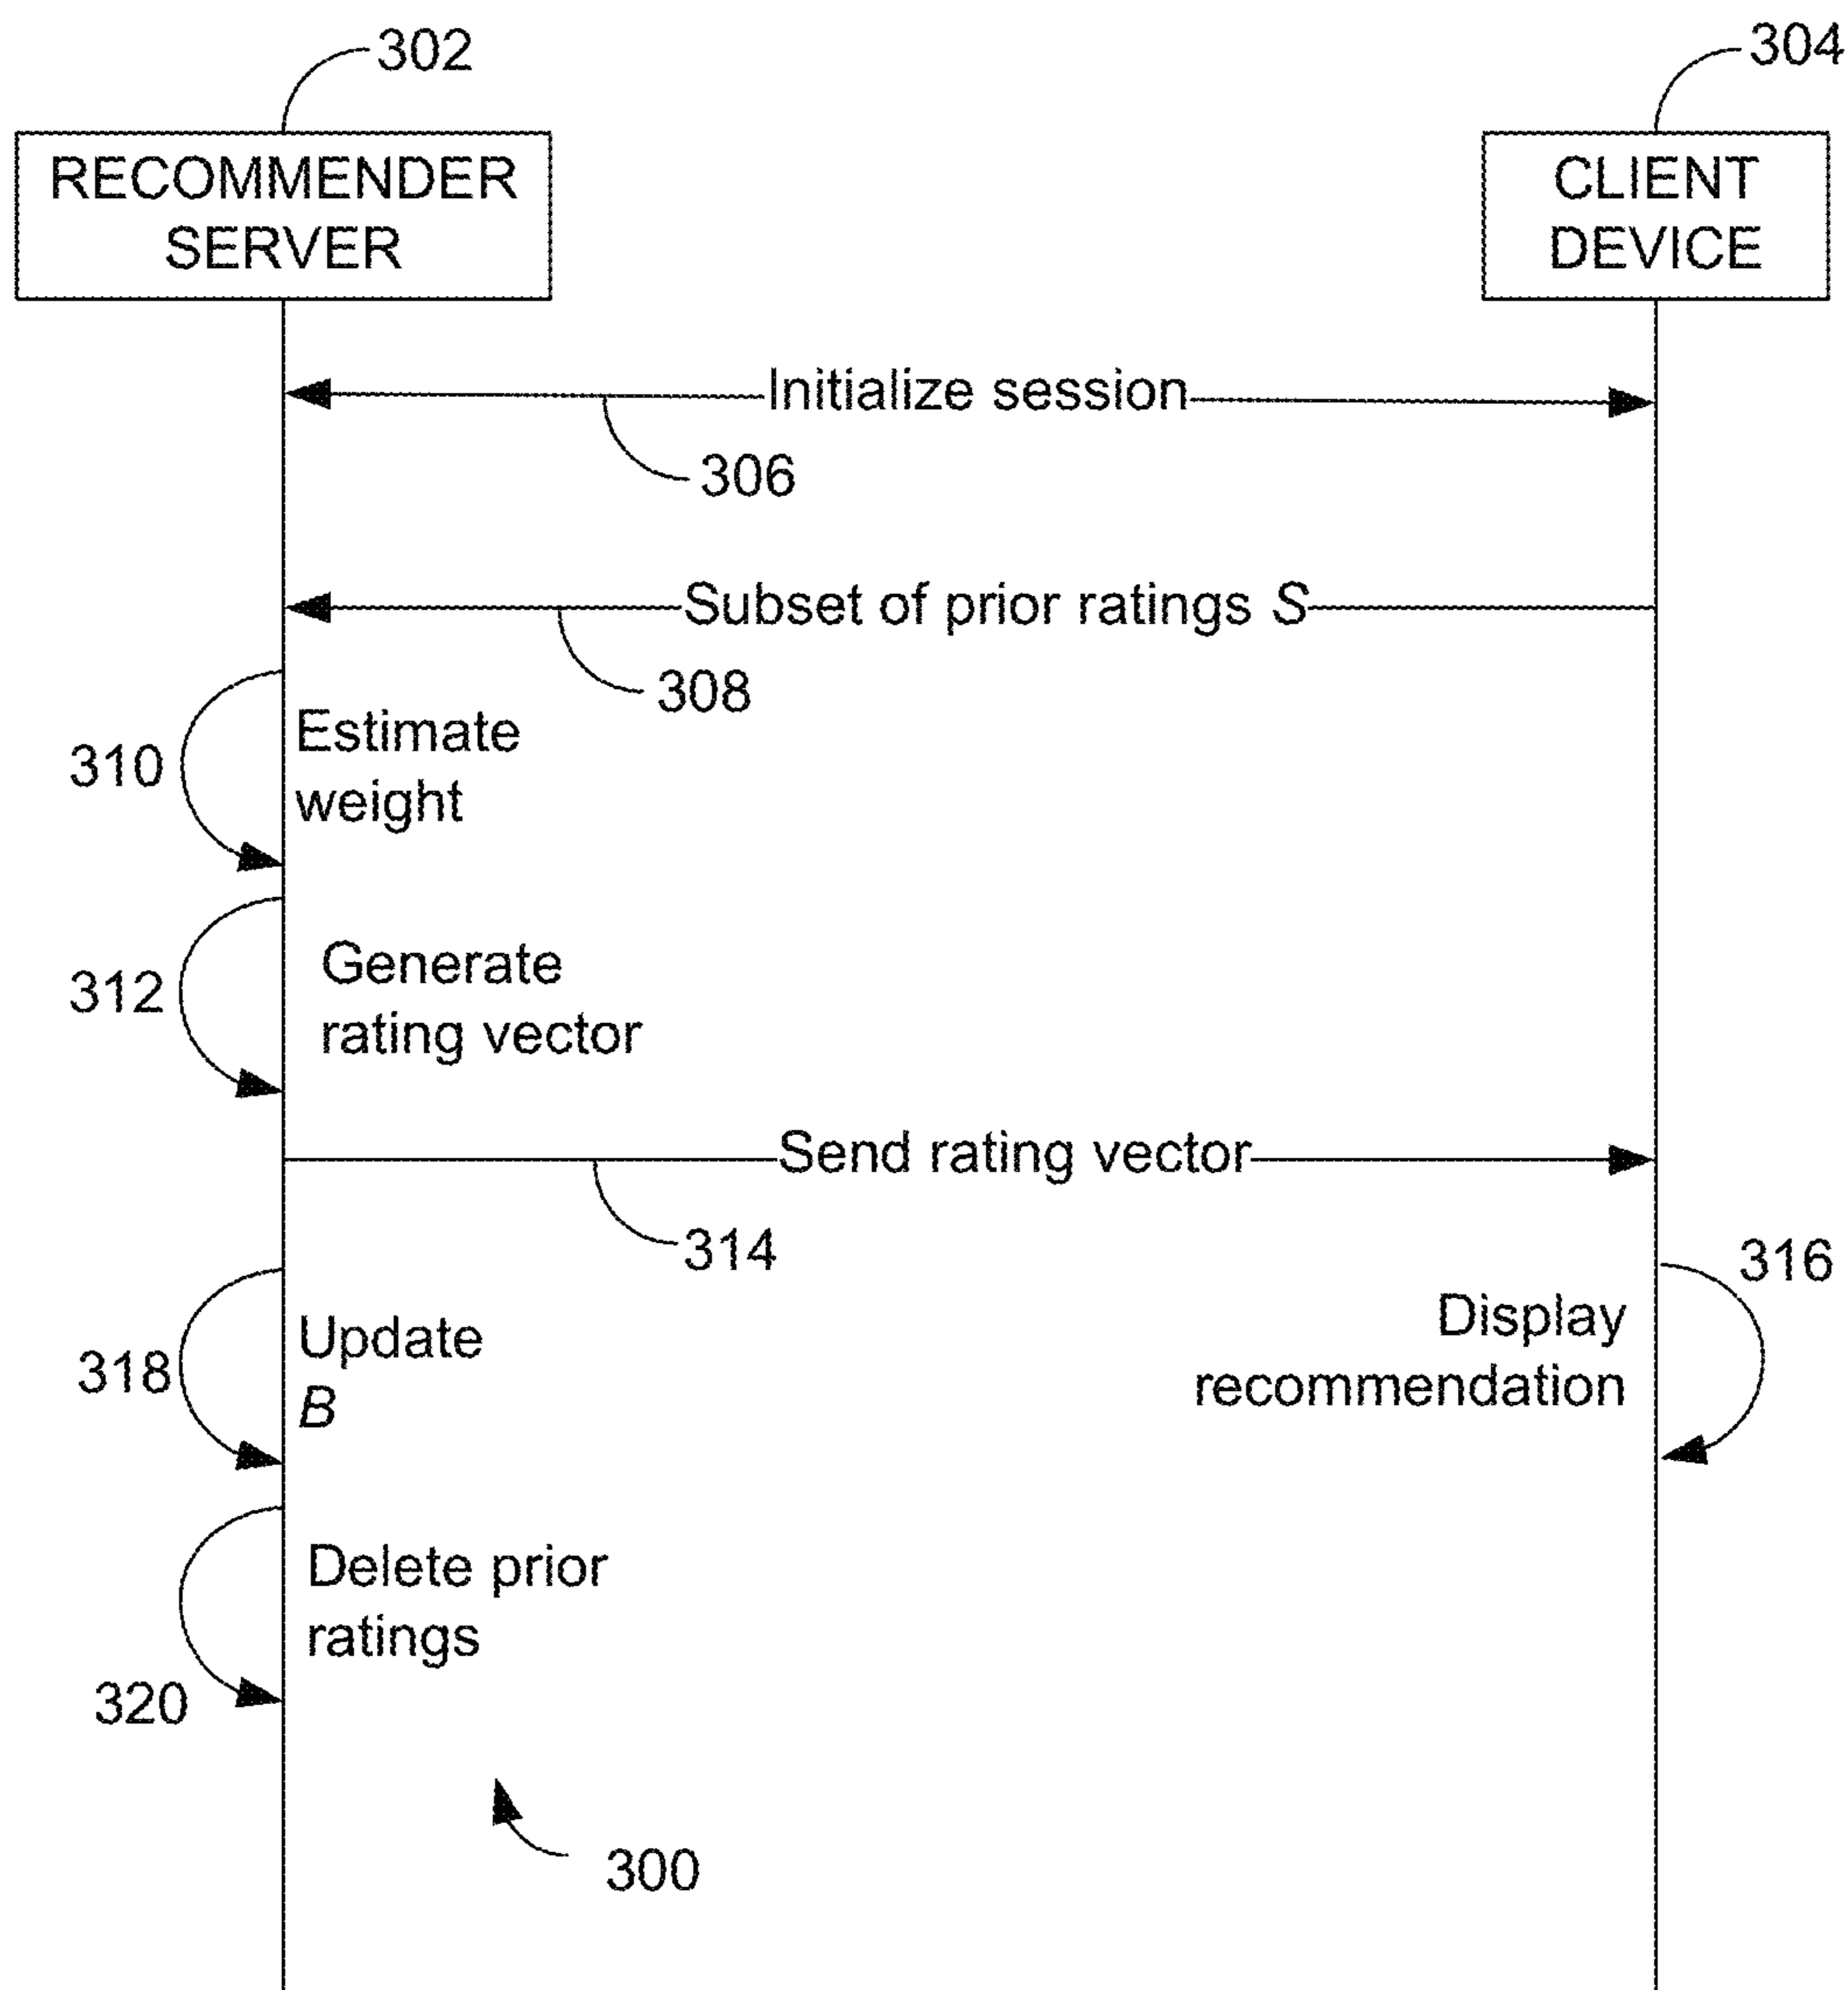 302
304
RECOMMENDER
SERVER
CLIENT
DEVICE
Initialize session
306
Subset of prior ratings S
308
310
Estimate
weight
312
Generate
rating vector
Send rating vector
314
316
Display
recommendation
318
Update
B
Delete prior
ratings
320
300